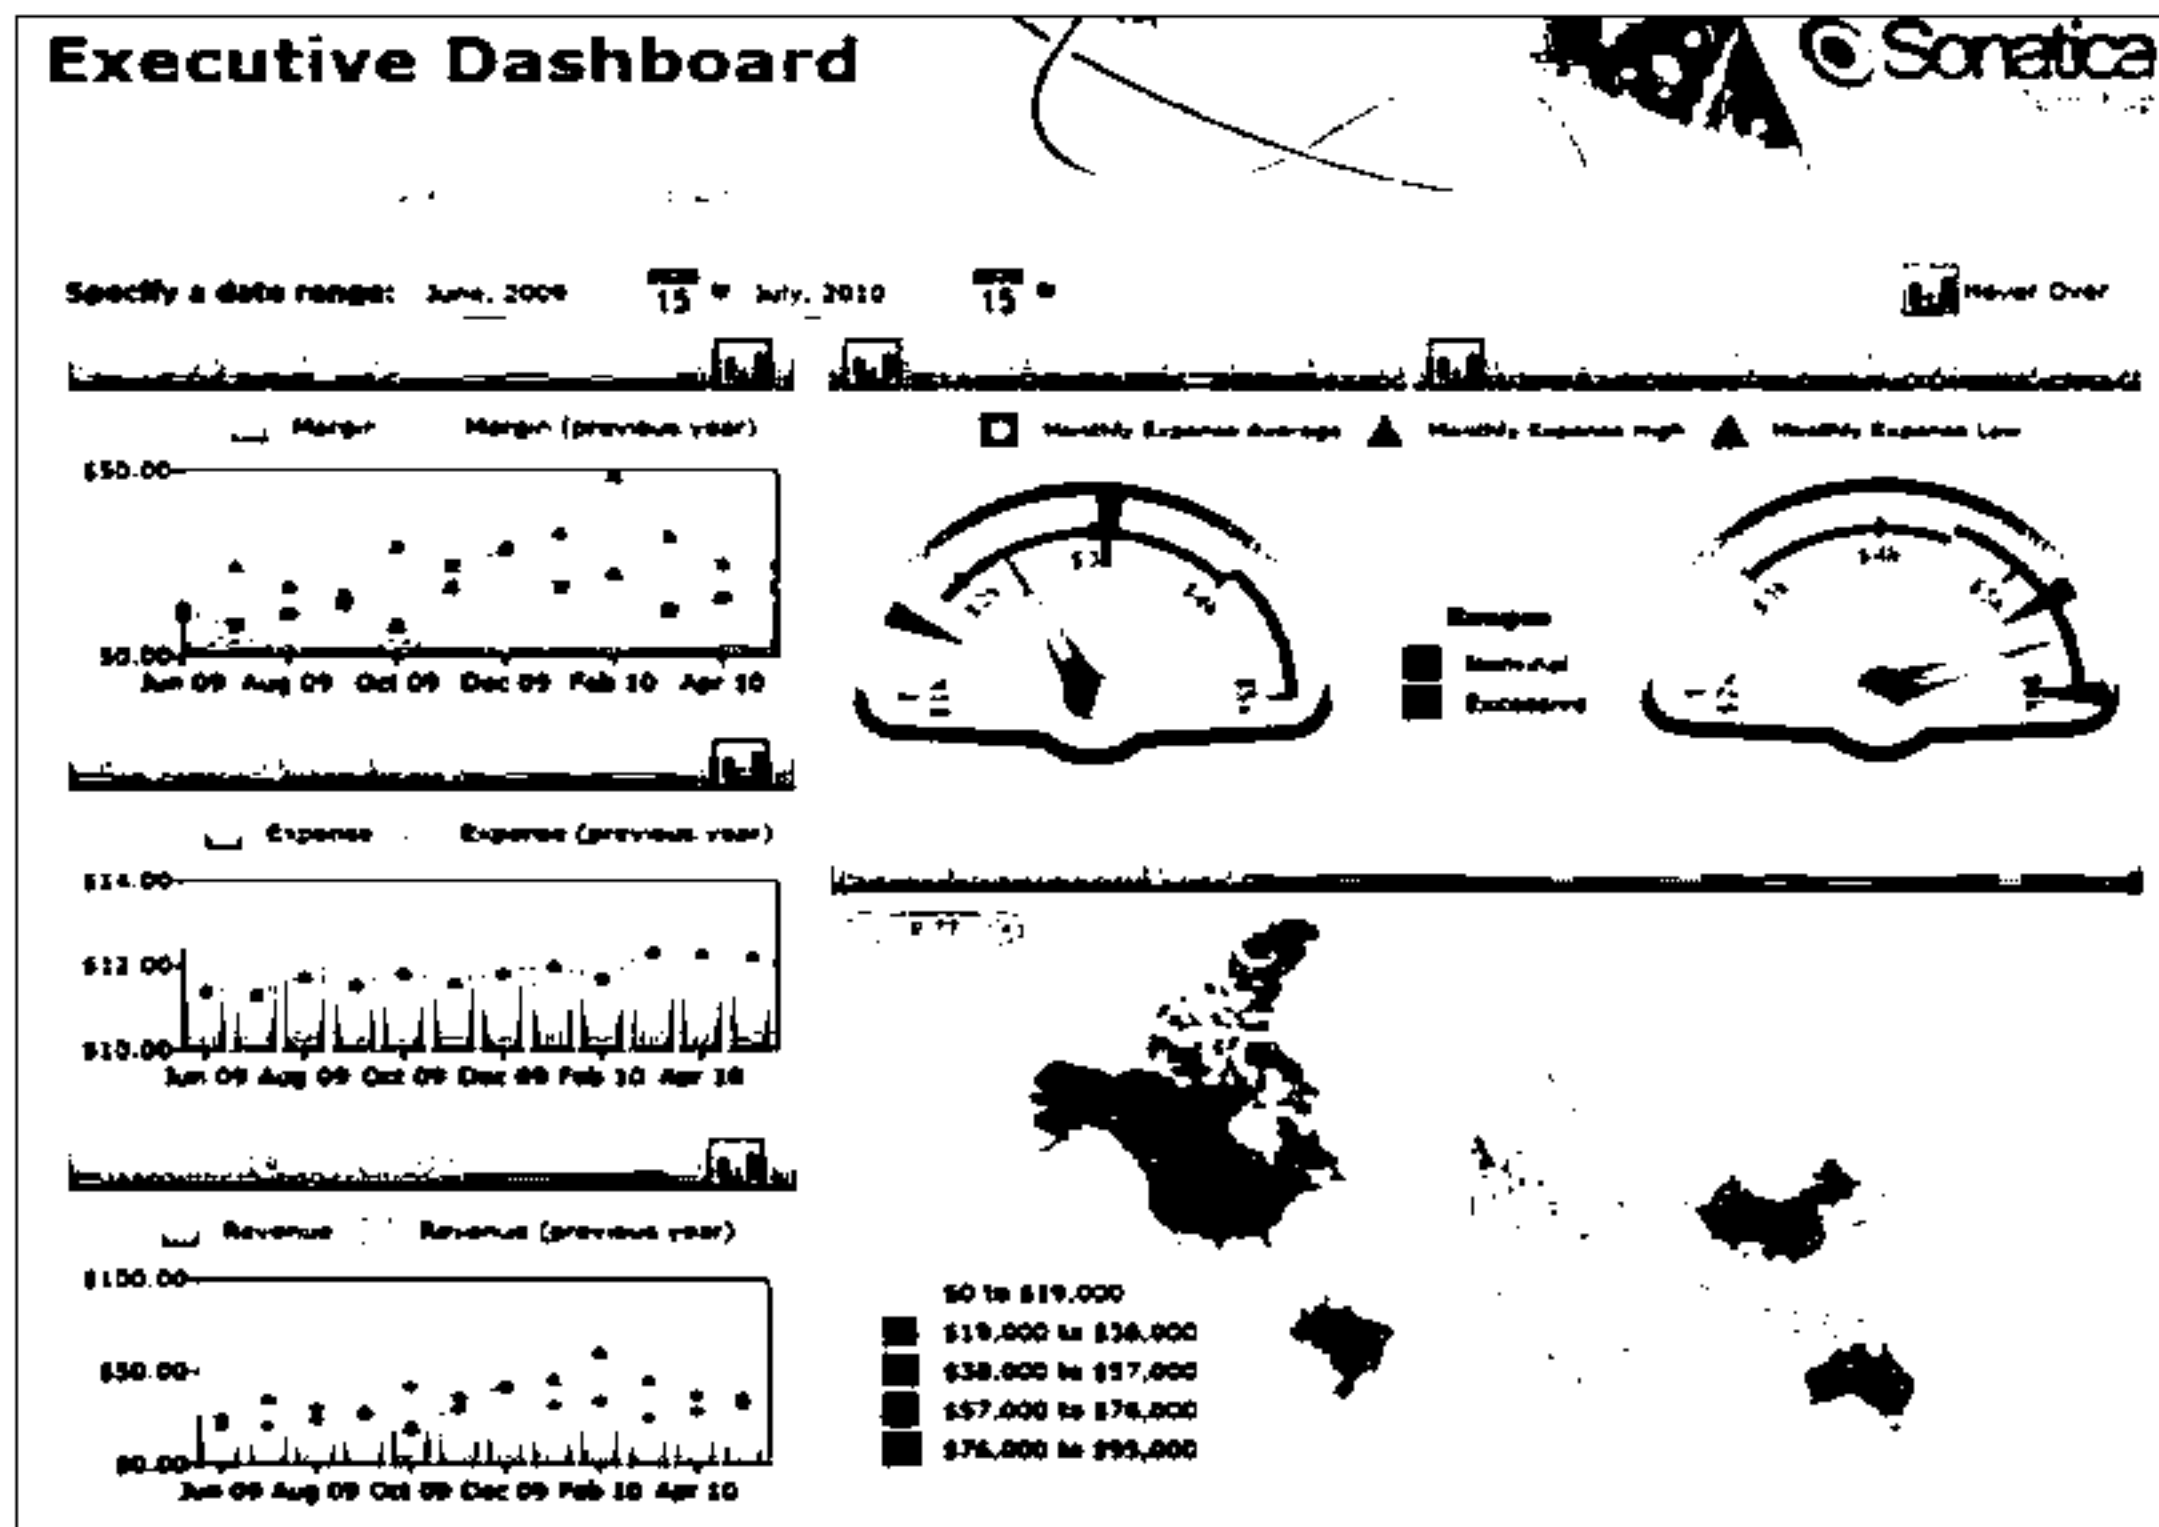 Executive Dashboard
Sonatica
Specify a date range: June, 2009 15 July, 2010 15
Hover Over
Margin Margin (previous year)
Monthly Expense Average Monthly Expense High Monthly Expense Low
$50.00
$0.00
Jun 09 Aug 09 Oct 09 Dec 09 Feb 10 Apr 10
Ranges
Normal
Excessive
Expense Expense (previous year)
$14.00
$12.00
$10.00
Jun 09 Aug 09 Oct 09 Dec 09 Feb 10 Apr 10
Revenue Revenue (previous year)
$100.00
$50.00
$0.00
Jun 09 Aug 09 Oct 09 Dec 09 Feb 10 Apr 10
$0 to $19,000
$19,000 to $38,000
$38,000 to $57,000
$57,000 to $76,000
$76,000 to $95,000